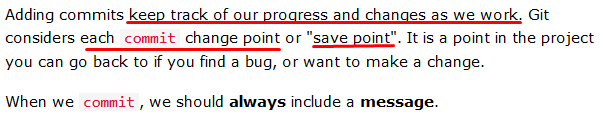 Adding commits keep track of our progress and changes as we work. Git
considers each commit change point or "save point". It is a point in the project
you can go back to if you find a bug, or want to make a change.
When we commit, we should always include a message.